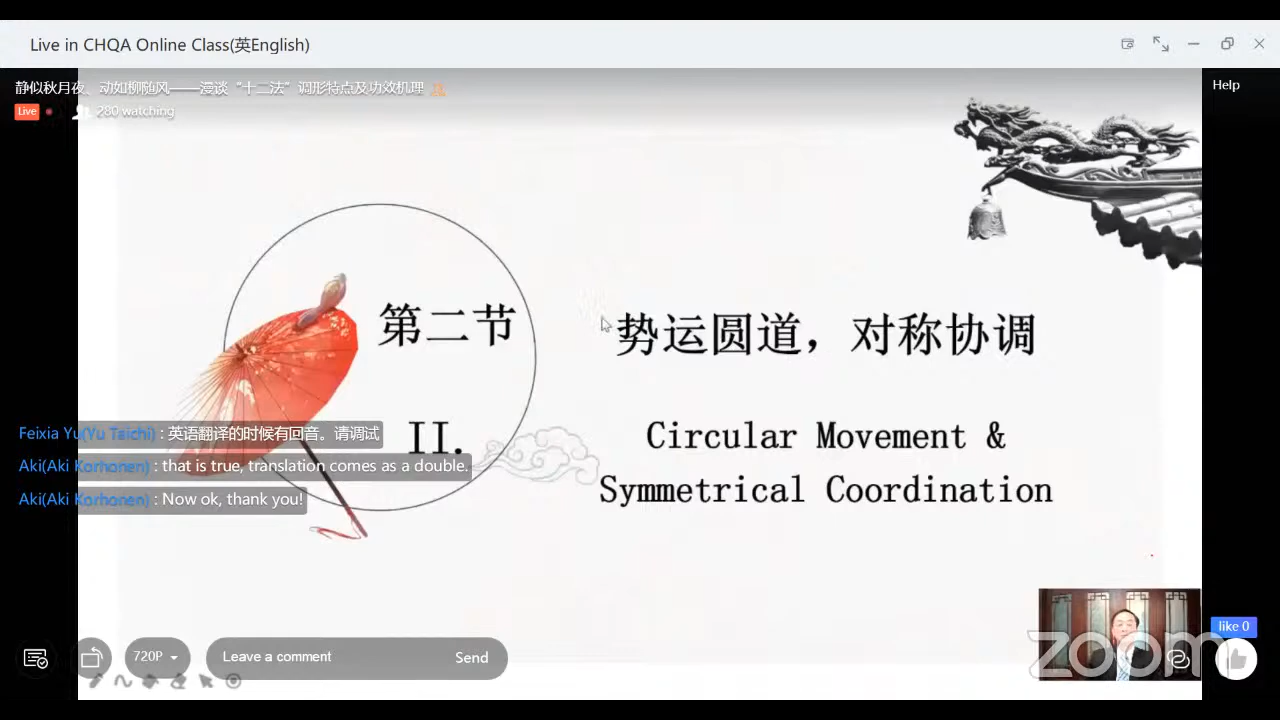 Live in CHQA Online Class(英English)
静似秋月夜、动如柳随风——漫谈“十二法”调形特点及功效机理
Help
Live
280 watching
第二节
势运圆道，对称协调
II.
Circular Movement &
Symmetrical Coordination
Feixia Yu(Yu Taichi) : 英语翻译的时候有回音。请调试
Aki(Aki Korhonen) : that is true, translation comes as a double.
Aki(Aki Korhonen) : Now ok, thank you!
like 0
720P
Leave a comment
Send
zoom